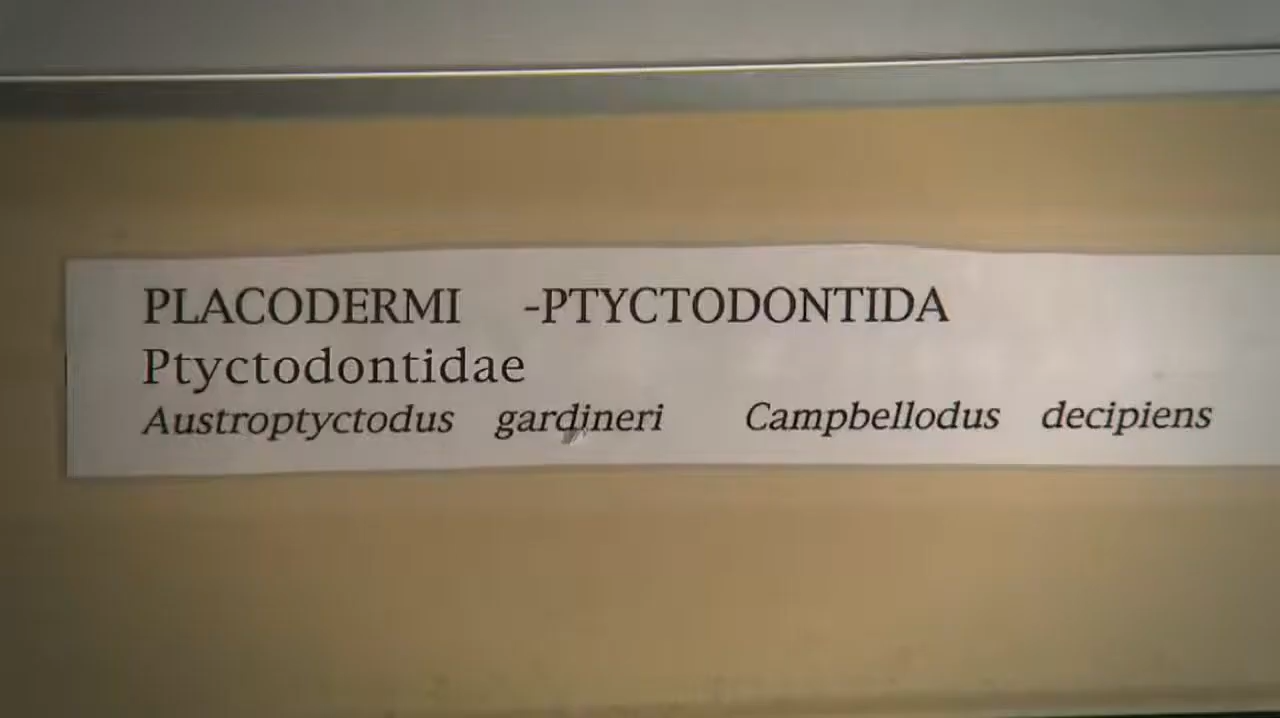 PLACODERMI -PTYCTODONTIDA
Ptyctodontidae
Austroptyctodus gardineri Campbellodus decipiens